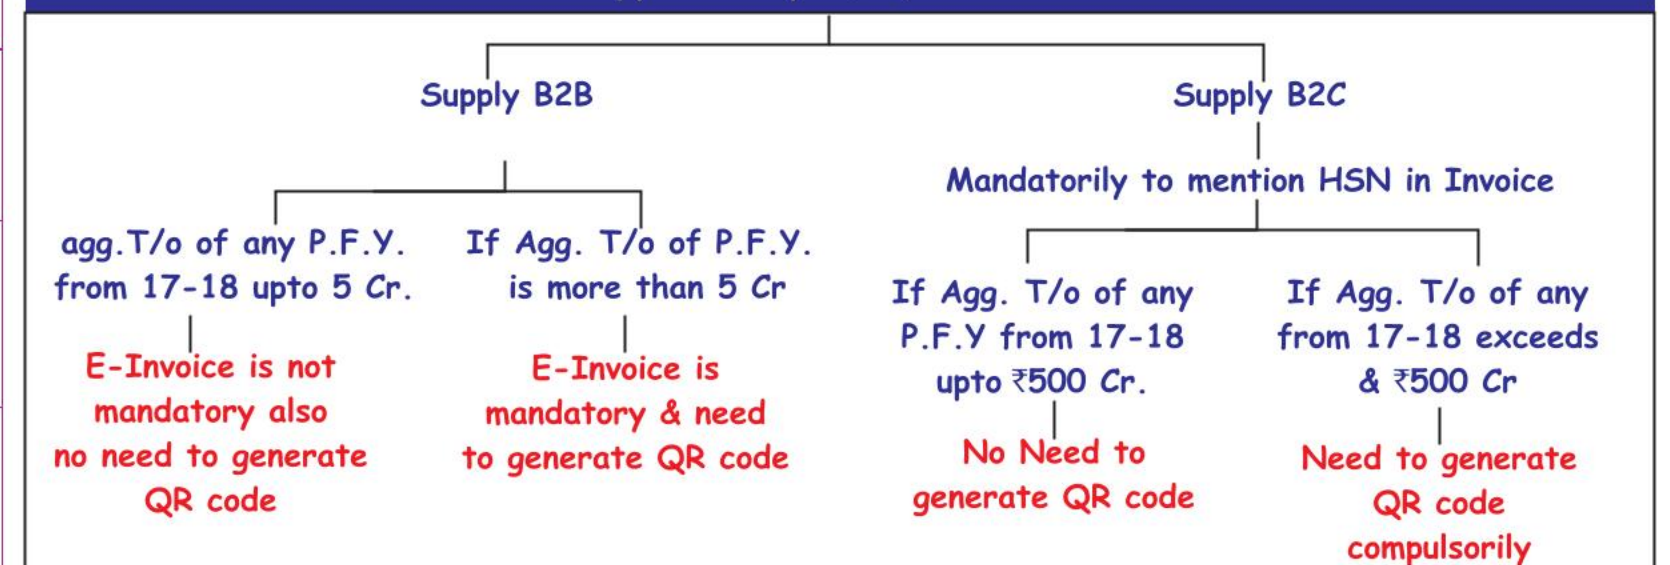 Supply B2B
agg.T/o of any P.F.Y.
from 17-18 upto 5 Cr.
E-Invoice is not
mandatory also
no need to generate
QR code
If Agg. T/o of P.F.Y.
is more than 5 Cr
E-Invoice is
mandatory & need
to generate QR code
Supply B2C
Mandatorily to mention HSN in Invoice
If Agg. T/o of any
P.F.Y from 17-18
upto ₹500 Cr.
No Need to
generate QR code
If Agg. T/o of any
from 17-18 exceeds
& ₹500 Cr
Need to generate
QR code
compulsorily